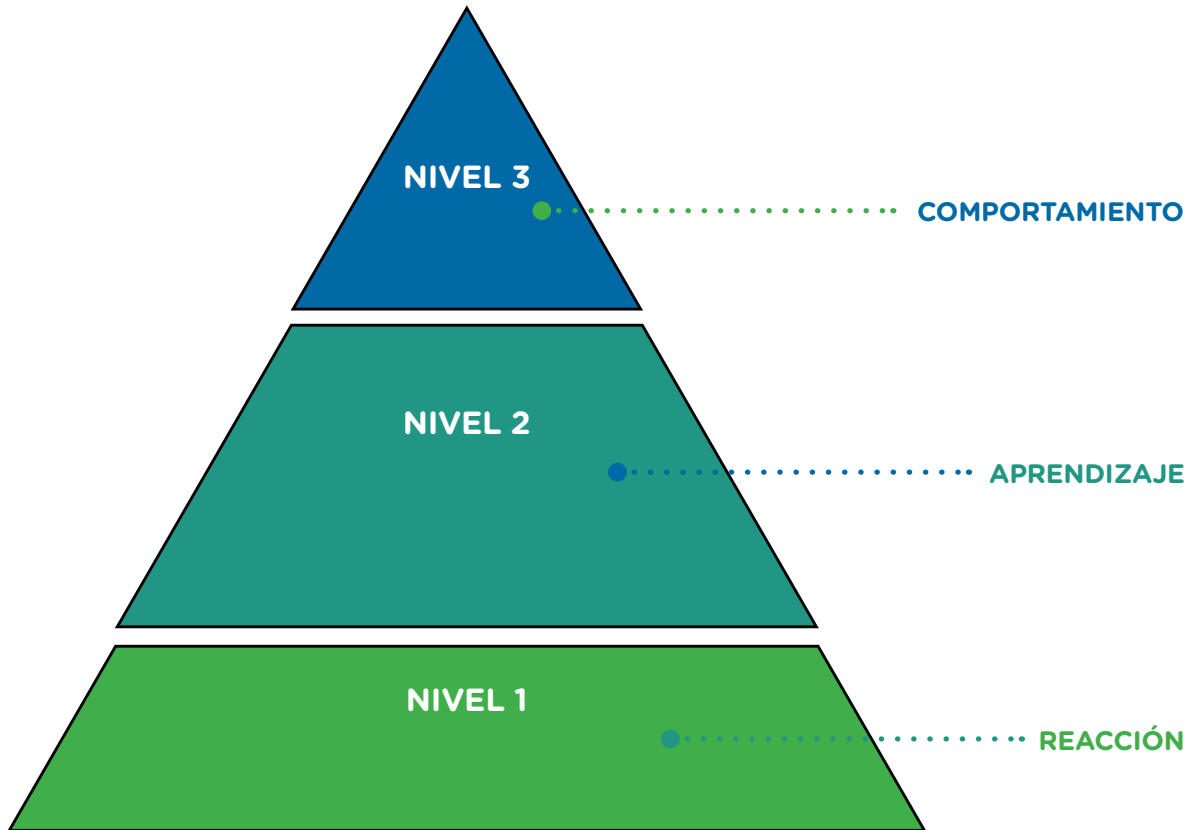 NIVEL 3
COMPORTAMIENTO
NIVEL 2
APRENDIZAJE
NIVEL 1
REACCIÓN